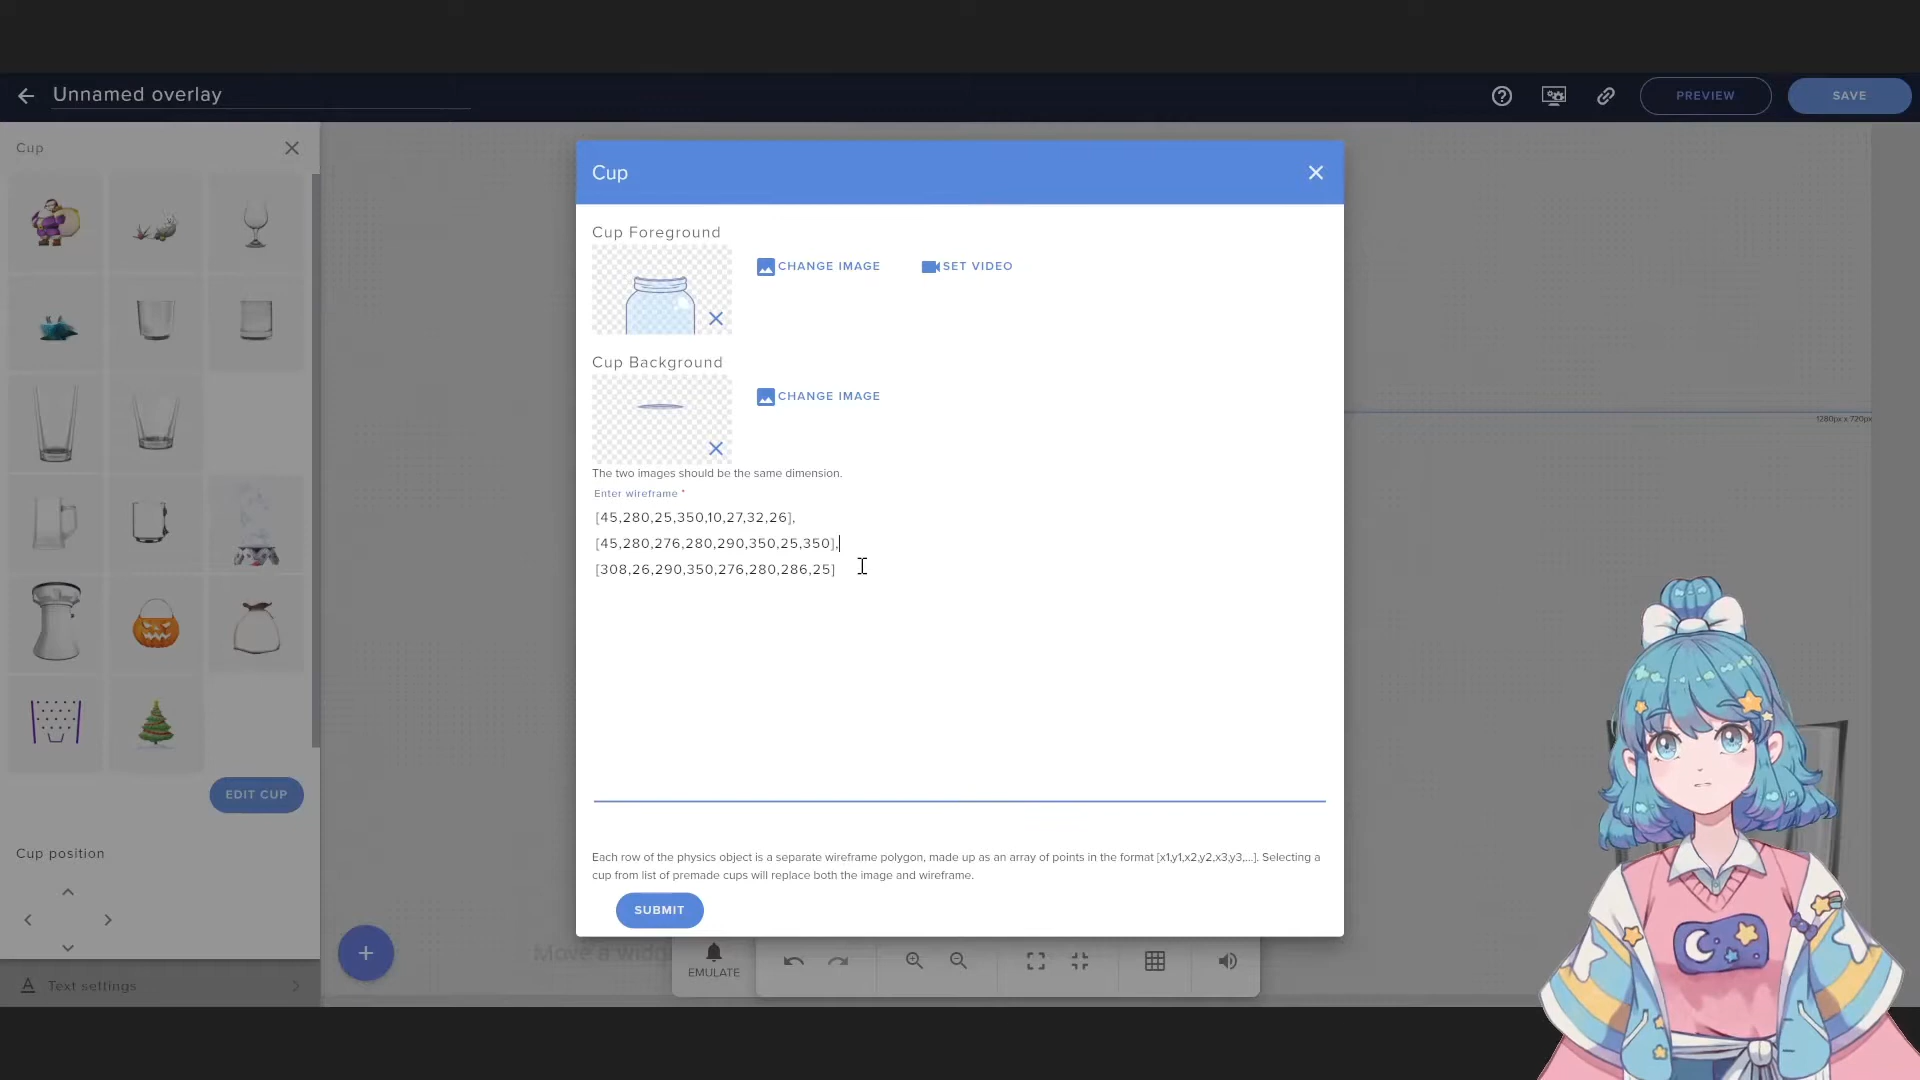 Unnamed overlay
PREVIEW
SAVE
Cup
Cup
Cup Foreground
CHANGE IMAGE
SET VIDEO
Cup Background
CHANGE IMAGE
1280px x 720px
The two images should be the same dimension.
Enter wireframe *
[45,280,25,350,10,27,32,26],
[45,280,276,280,290,350,25,350],
[308,26,290,350,276,280,286,25]
EDIT CUP
Cup position
Each row of the physics object is a separate wireframe polygon, made up as an array of points in the format [x1,y1,x2,y2,x3,y3,...]. Selecting a
cup from list of premade cups will replace both the image and wireframe.
SUBMIT
Move a widg
EMULATE
Text settings